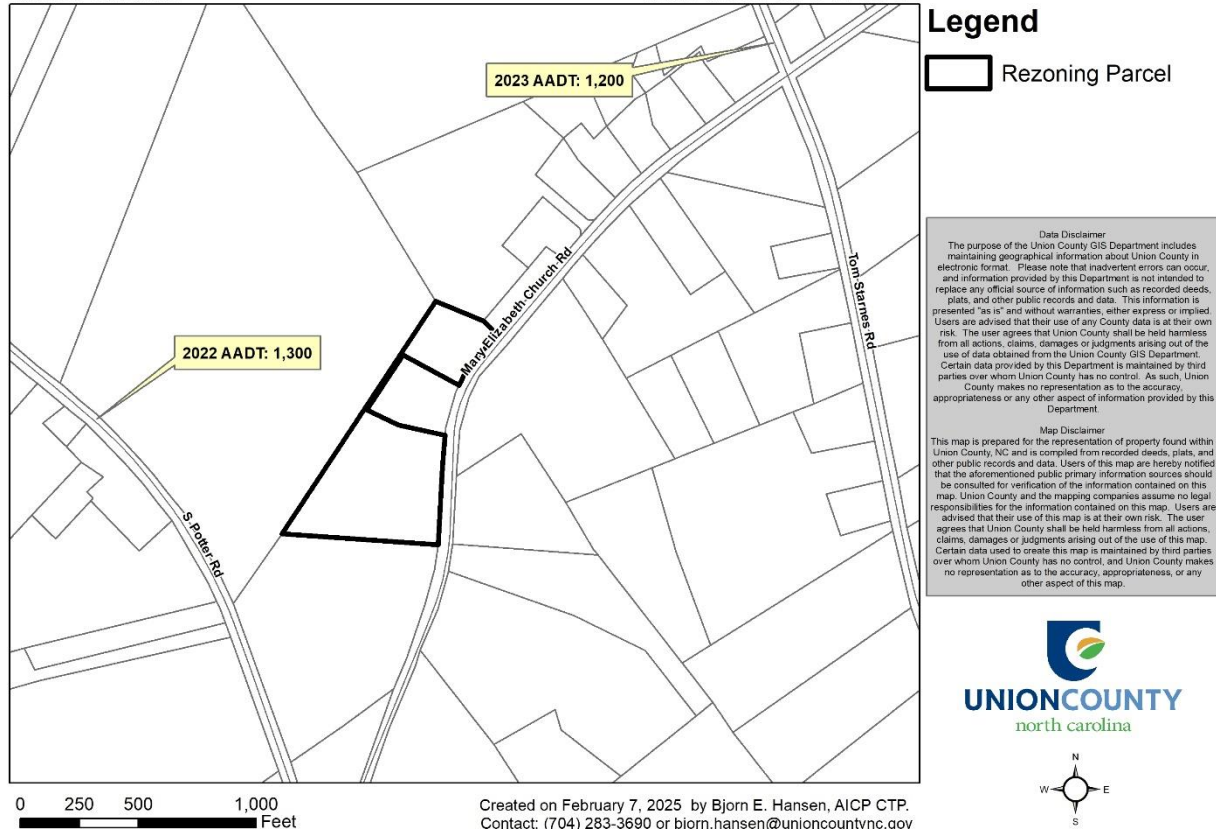 Legend
Rezoning Parcel
2023 AADT: 1,200
2022 AADT: 1,300
Mary Elizabeth Church Rd
Tom Starnes Rd
S Potter Rd
Data Disclaimer
The purpose of the Union County GIS Department includes
maintaining geographical information about Union County in
electronic format. Please note that inadvertent errors can occur,
and information provided by this Department is not intended to
replace any official source of information such as recorded deeds,
plats, and other public records and data. This information is
presented "as is" and without warranties, either express or implied.
Users are advised that their use of any County data is at their own
risk. The user agrees that Union County shall be held harmless
from all actions, claims, damages or judgments arising out of the
use of data obtained from the Union County GIS Department.
Certain data provided by this Department is maintained by third
parties over whom Union County has no control. As such, Union
County makes no representation as to the accuracy,
appropriateness or any other aspect of information provided by this
Department.
Map Disclaimer
This map is prepared for the representation of property found within
Union County, NC and is compiled from recorded deeds, plats, and
other public records and data. Users of this map are hereby notified
that the aforementioned public primary information sources should
be consulted for verification of the information contained on this
map. Union County and the mapping companies assume no legal
responsibilities for the information contained on this map. Users are
advised that their use of this map is at their own risk. The user
agrees that Union County shall be held harmless from all actions,
claims, damages or judgments arising out of the use of this map.
Certain data used to create this map is maintained by third parties
over whom Union County has no control, and Union County makes
no representation as to the accuracy, appropriateness, or any
other aspect of this map.
UNIONCOUNTY
north carolina
N
W E
S
0 250 500 1,000
Feet
Created on February 7, 2025 by Bjorn E. Hansen, AICP CTP.
Contact: (704) 283-3690 or bjorn.hansen@unioncountync.gov